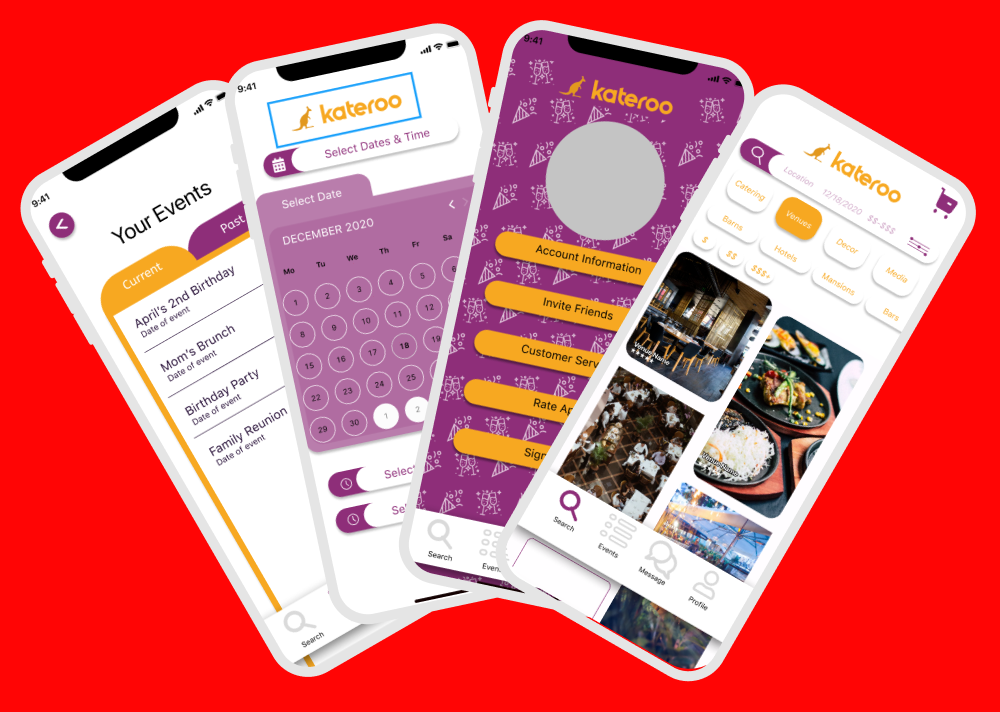 9:41
Your Events
Current
Past
April's 2nd Birthday
Date of event
Mom's Brunch
Date of event
Birthday Party
Date of event
Family Reunion
Date of event
Search
9:41
kateroo
Select Dates & Time
Select Date
DECEMBER 2020
Mo Tu We Th Fr Sa
1 2 3 4 5 6
8 9 10 11 12
15 16 17 18 19
22 23 24 25
29 30 1 2
Selec
Se
9:41
kateroo
Account Information
Invite Friends
Customer Serv
Rate Ap
Sign
Search
Even
kateroo
Location 12/18/2020 $$-$$$
Catering Venues Decor Media
Barns Hotels Mansions Bars
$ $$ $$$+
Venue Name
★★★★★
Search Events Message Profile